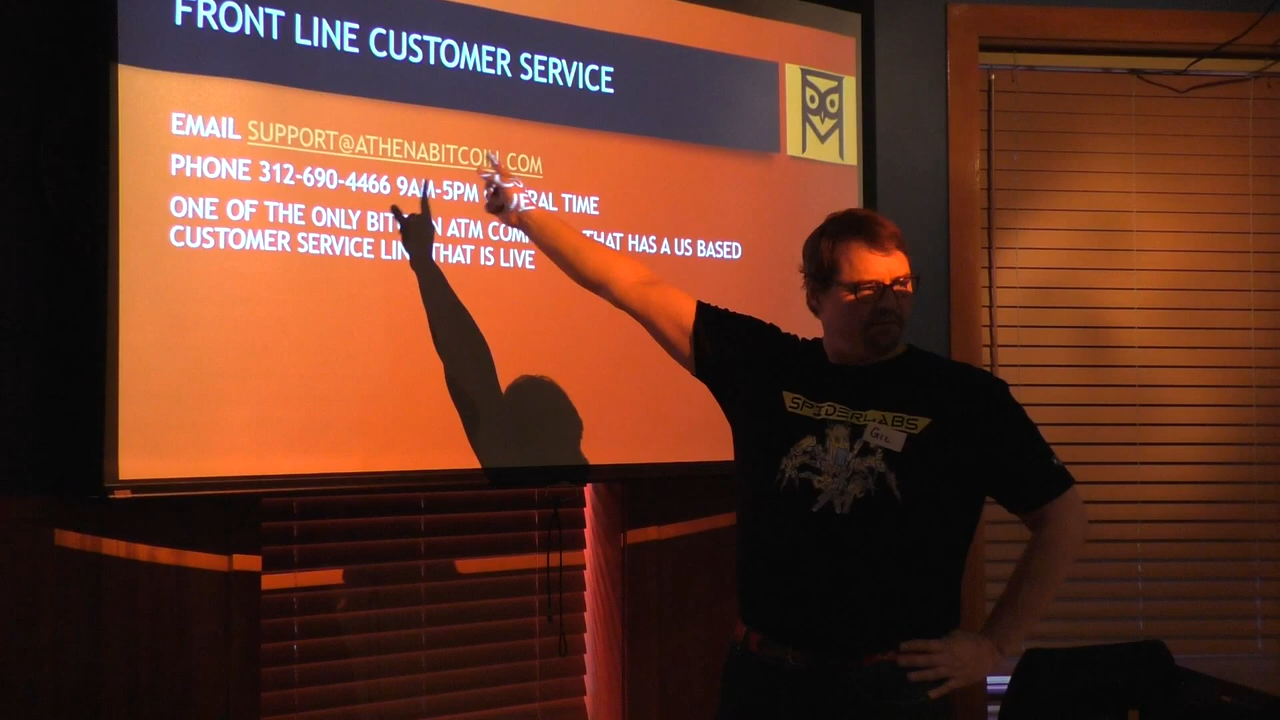 FRONT LINE CUSTOMER SERVICE
EMAIL SUPPORT@ATHENABITCOIN.COM
PHONE 312-690-4466 9AM-5PM TIME
ONE OF THE ONLY ATM THAT HAS A US BASED
CUSTOMER SERVICE THAT IS LIVE
SPIDERLABS